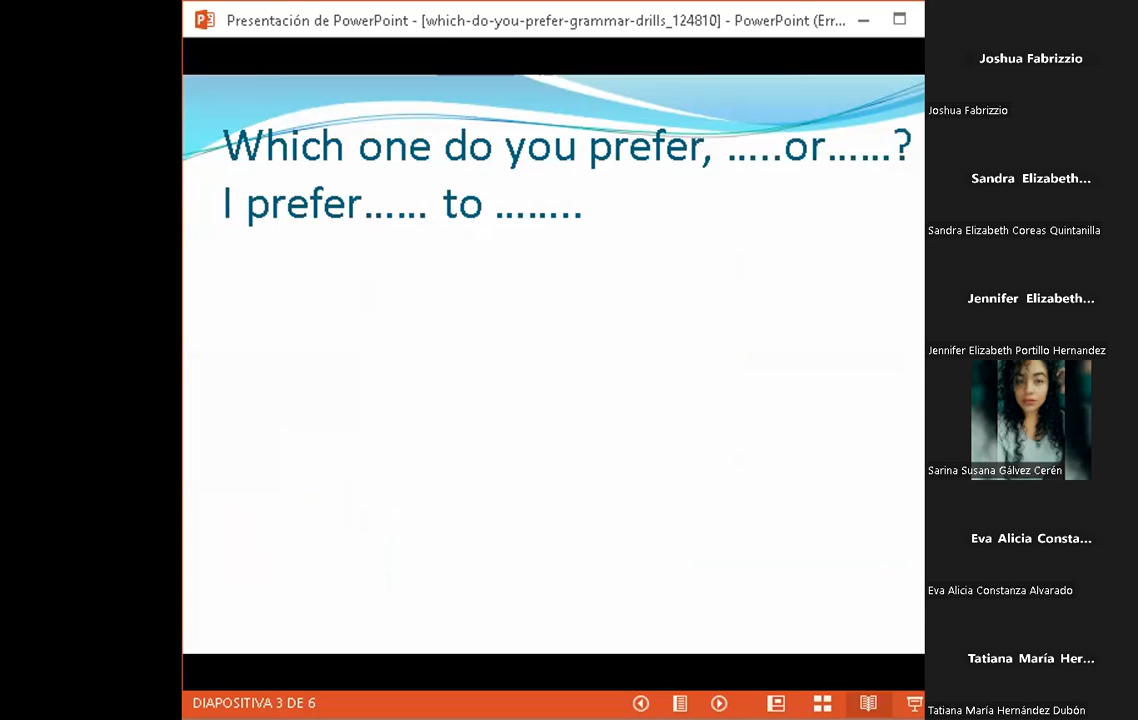 Presentación de PowerPoint - [which-do-you-prefer-grammar-drills_124810] - PowerPoint (Err...
Which one do you prefer, .....or......?
I prefer...... to ........
DIAPOSITIVA 3 DE 6
Joshua Fabrizzio
Joshua Fabrizzio
Sandra Elizabeth...
Sandra Elizabeth Coreas Quintanilla
Jennifer Elizabeth...
Jennifer Elizabeth Portillo Hernandez
Sarina Susana Gálvez Cerén
Eva Alicia Consta...
Eva Alicia Constanza Alvarado
Tatiana María Her...
Tatiana María Hernández Dubón